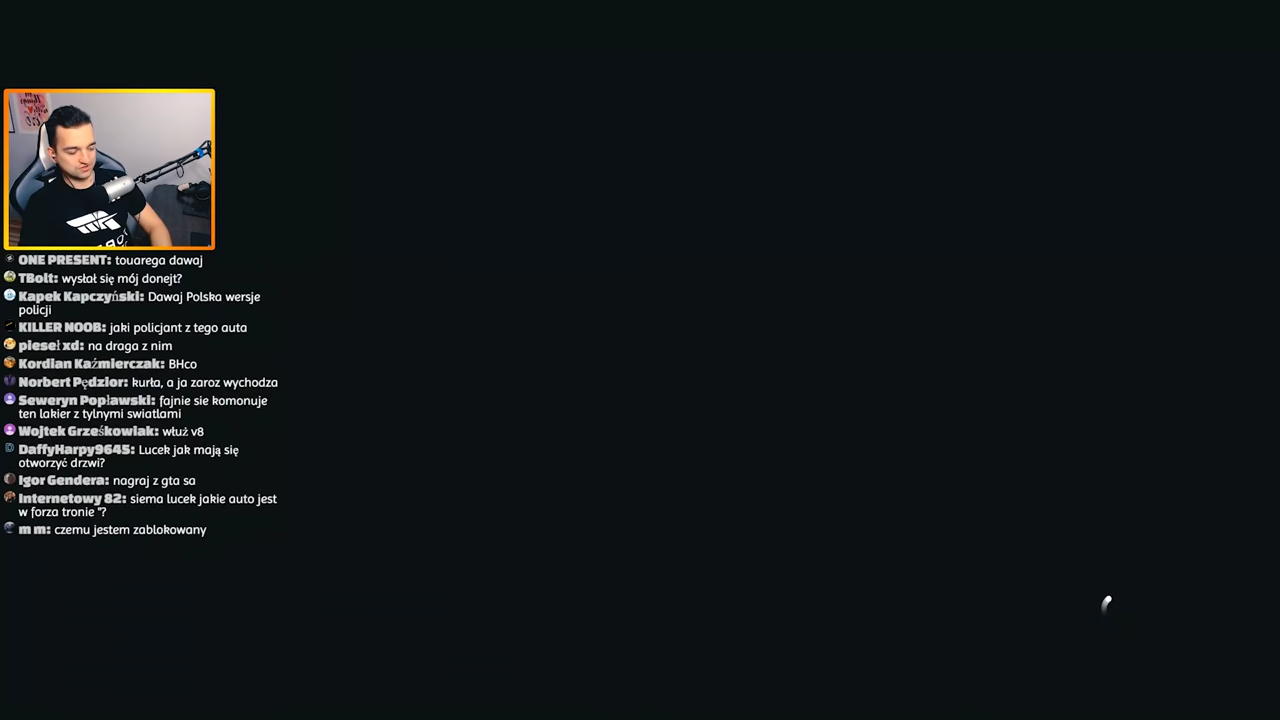 ONE PRESENT: touarega dawaj
TBolt: wysłał się mój donejt?
Kapek Kapczyński: Dawaj Polska wersje
policji
KILLER NOOB: jaki policjant z tego auta
pieseł xd: na draga z nim
Kordian Kaźmierczak: BHco
Norbert Pędzior: kurła, a ja zaroz wychodza
Seweryn Popławski: fajnie sie komonuje
ten lakier z tylnymi swiatlami
Wojtek Grześkowiak: włuż v8
DaffyHarpy9645: Lucek jak mają się
otworzyć drzwi?
Igor Gendera: nagraj z gta sa
Internetowy 82: siema lucek jakie auto jest
w forza tronie "?
m m: czemu jestem zablokowany